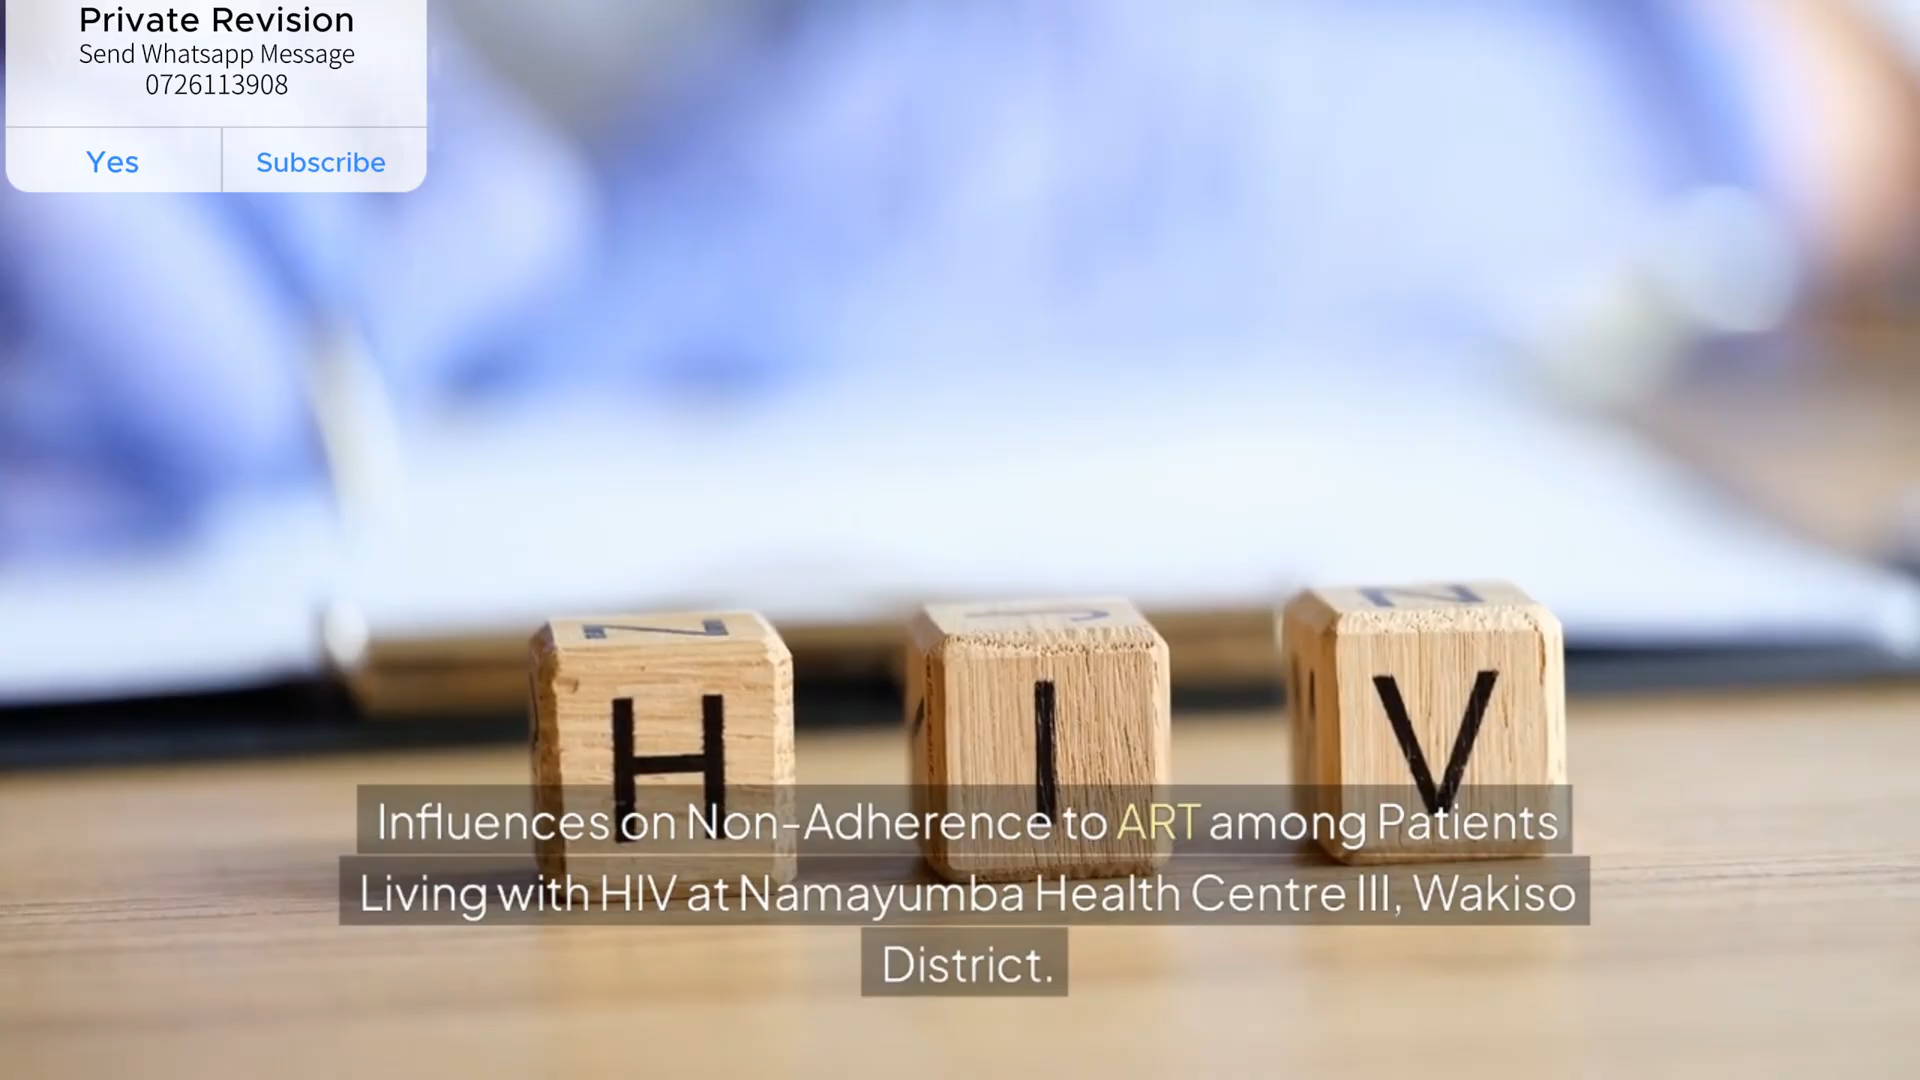 Private Revision
Send Whatsapp Message
0726113908
Yes
Subscribe
H I V
Influences on Non-Adherence to ART among Patients
Living with HIV at Namayumba Health Centre III, Wakiso
District.